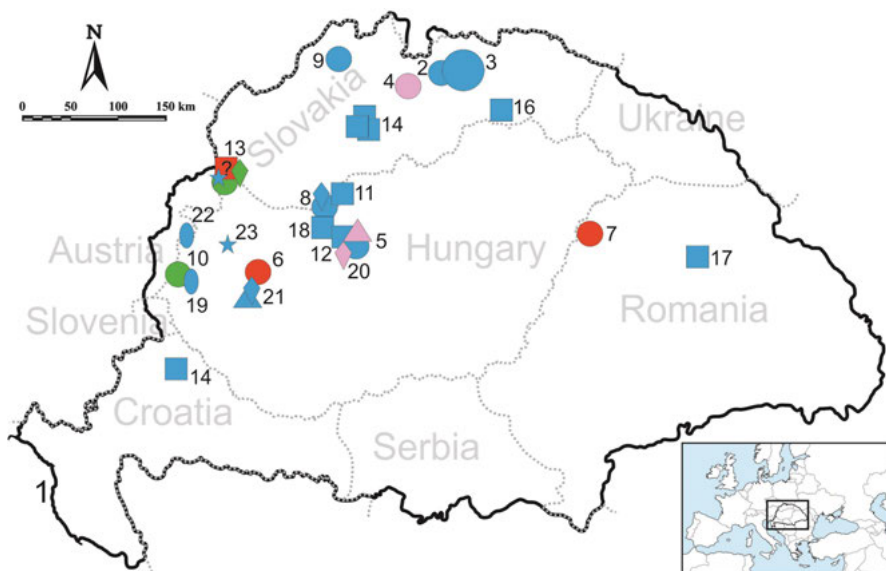 N
0 50 100 150 km
9
2
3
4
16
Slovakia
Ukraine
14
13
?
11
8
22
18
Austria
23
12
5
Hungary
7
10
6
20
17
19
21
Slovenia
Romania
14
Croatia
Serbia
1